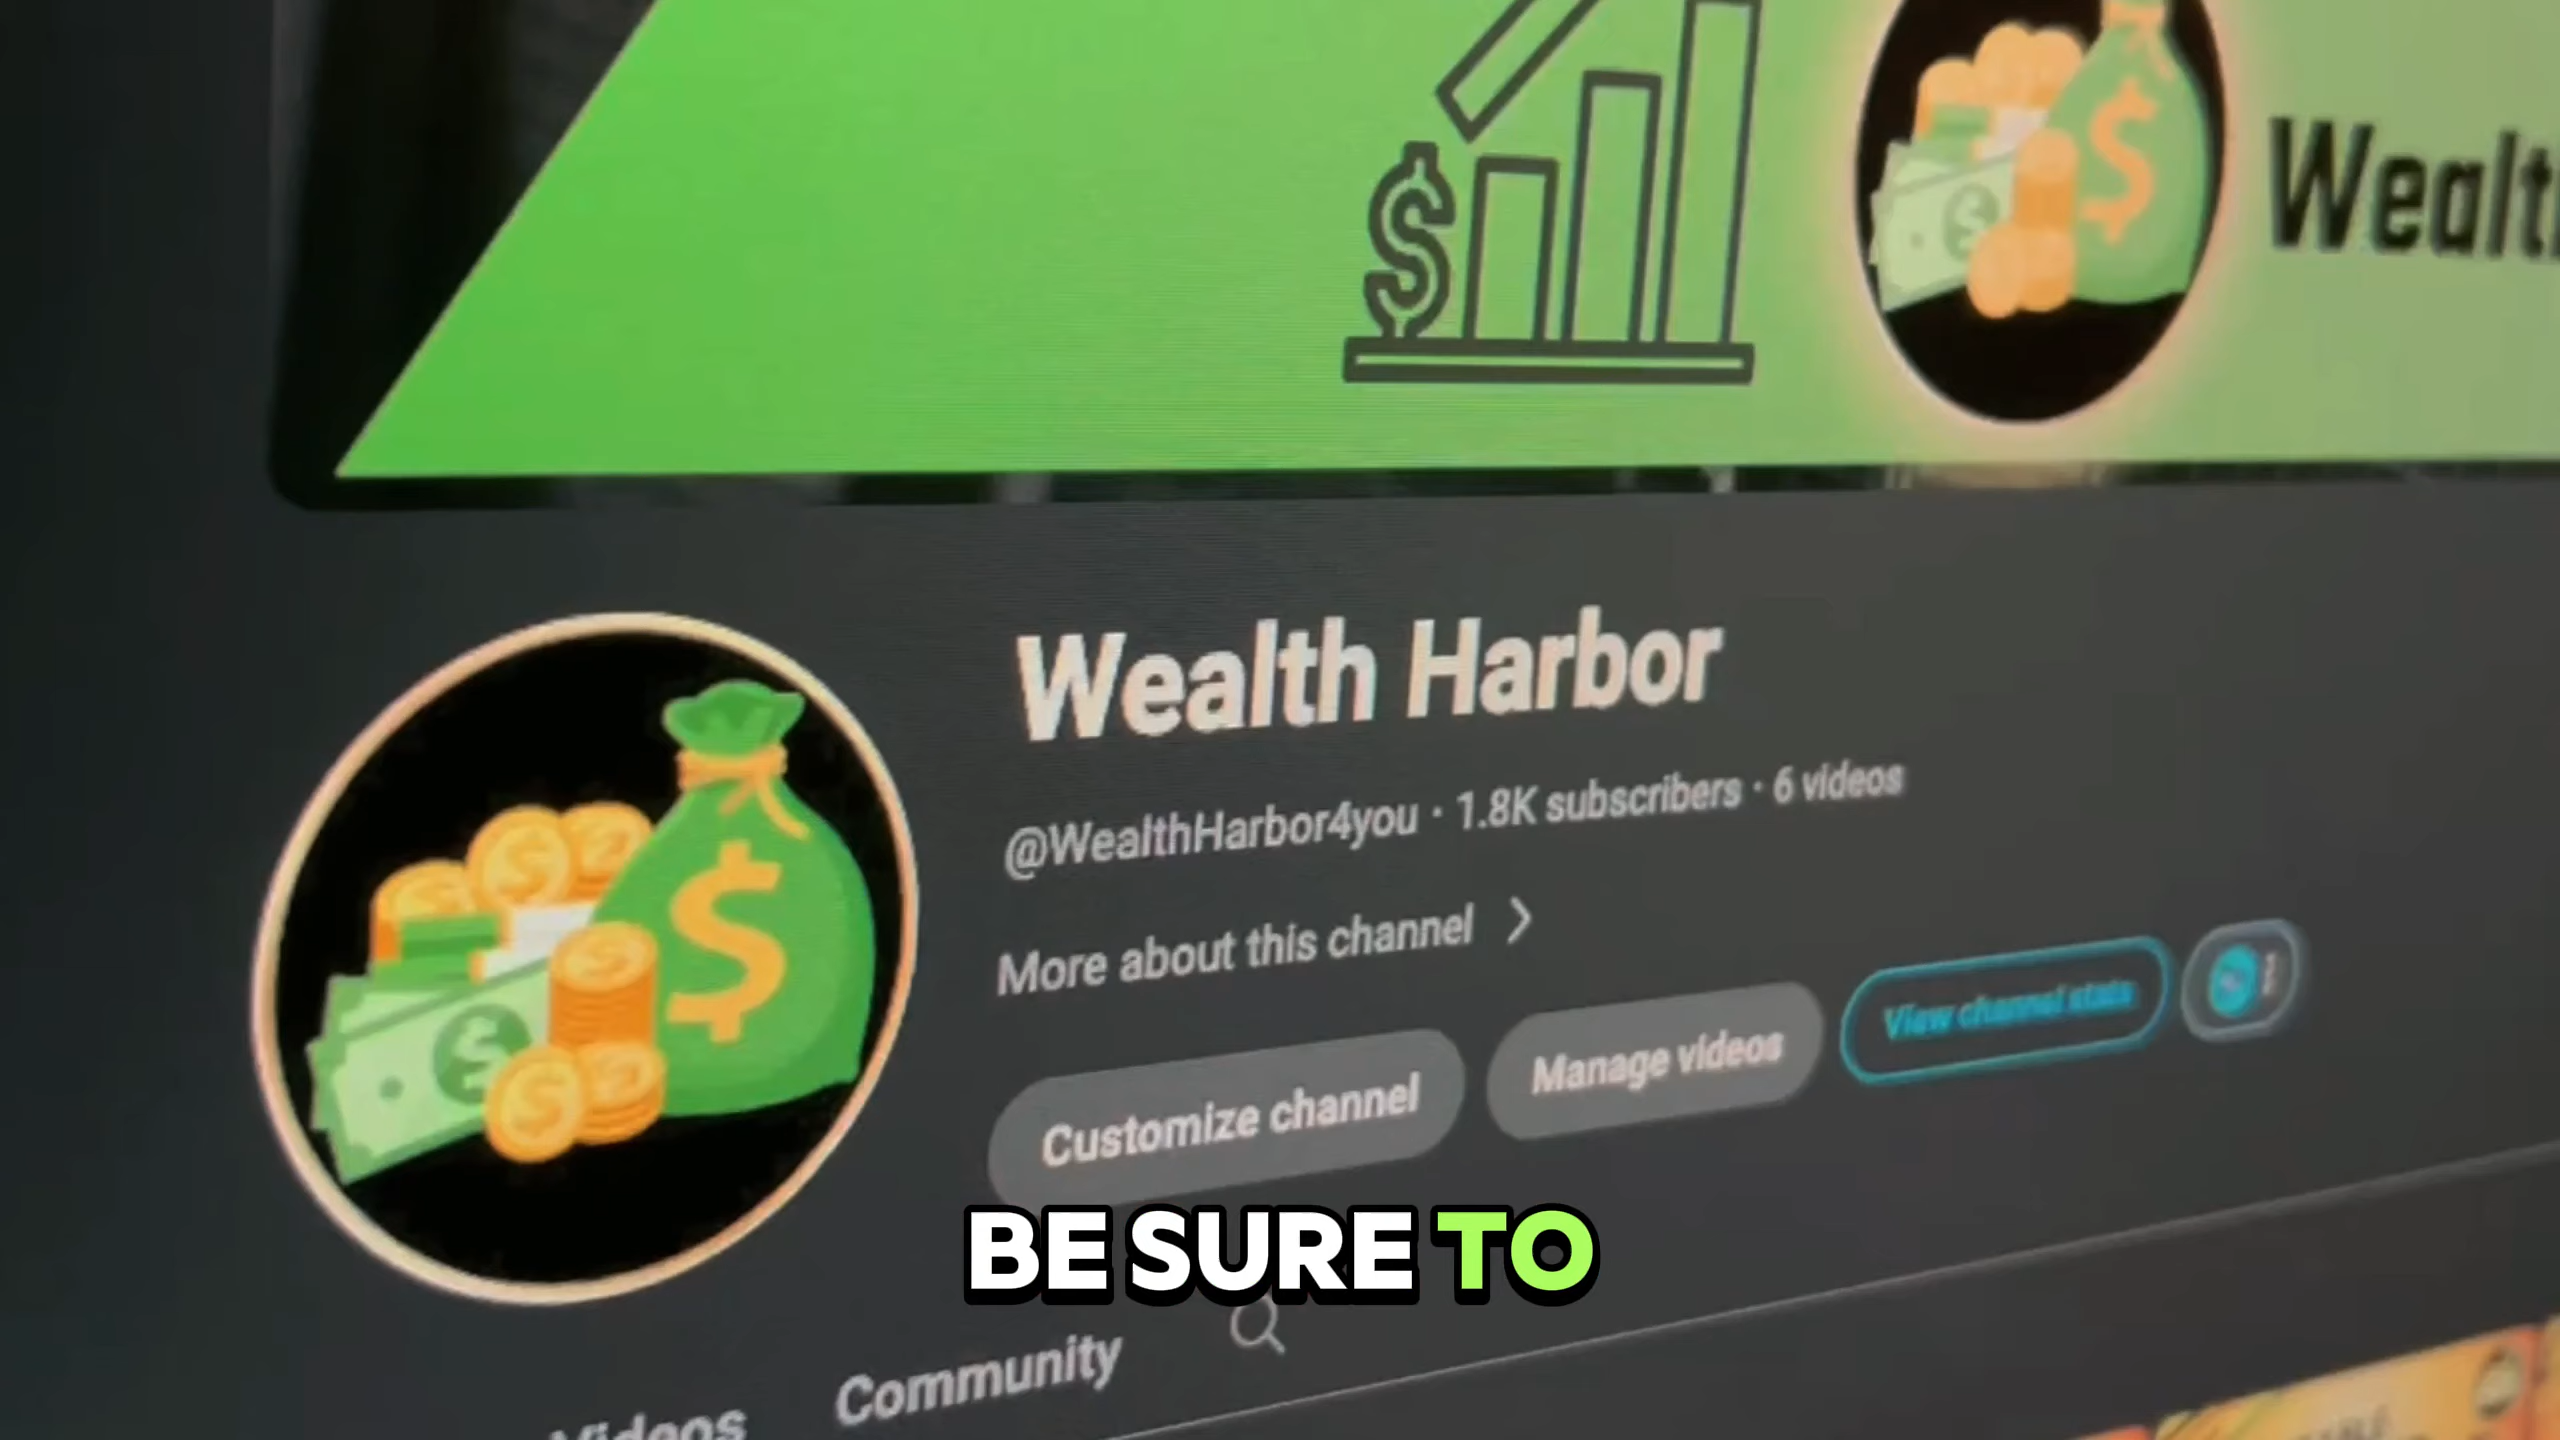 Wealth Harbor
@WealthHarbor4you · 1.8K subscribers · 6 videos
More about this channel
Customize channel
Manage videos
View channel stats
BE SURE TO
Videos
Community